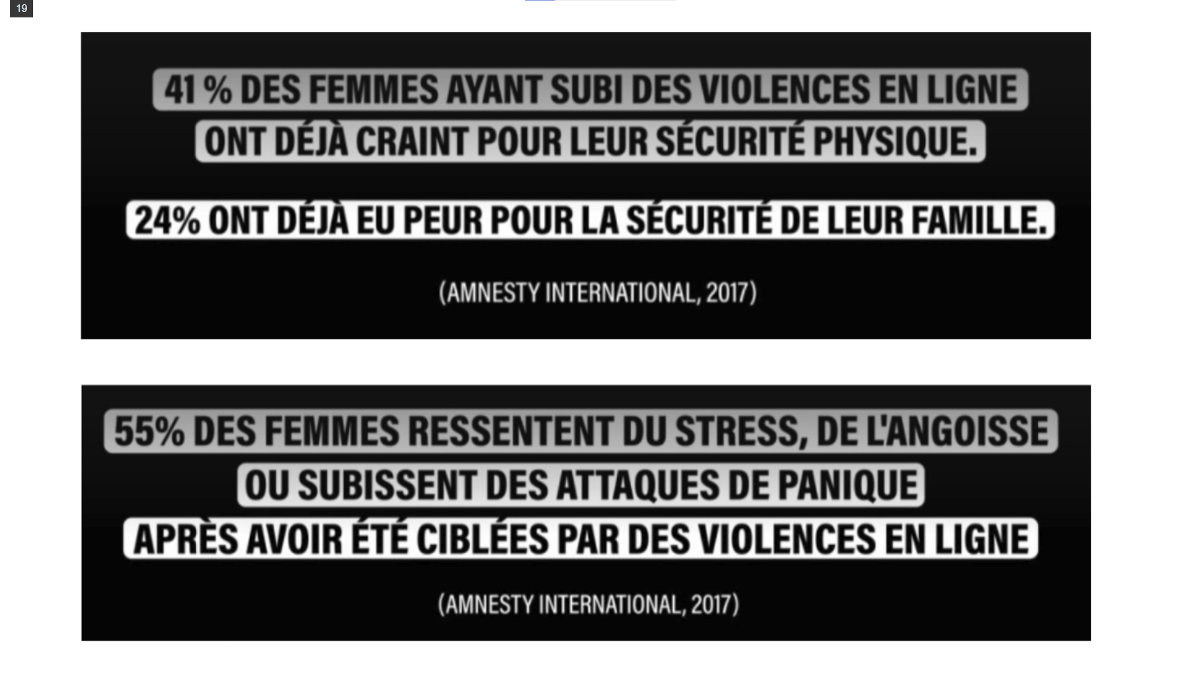 19
41 % DES FEMMES AYANT SUBI DES VIOLENCES EN LIGNE
ONT DÉJÀ CRAINT POUR LEUR SÉCURITÉ PHYSIQUE.
24% ONT DÉJÀ EU PEUR POUR LA SÉCURITÉ DE LEUR FAMILLE.
(AMNESTY INTERNATIONAL, 2017)
55% DES FEMMES RESSENTENT DU STRESS, DE L'ANGOISSE
OU SUBISSENT DES ATTAQUES DE PANIQUE
APRÈS AVOIR ÉTÉ CIBLÉES PAR DES VIOLENCES EN LIGNE
(AMNESTY INTERNATIONAL, 2017)